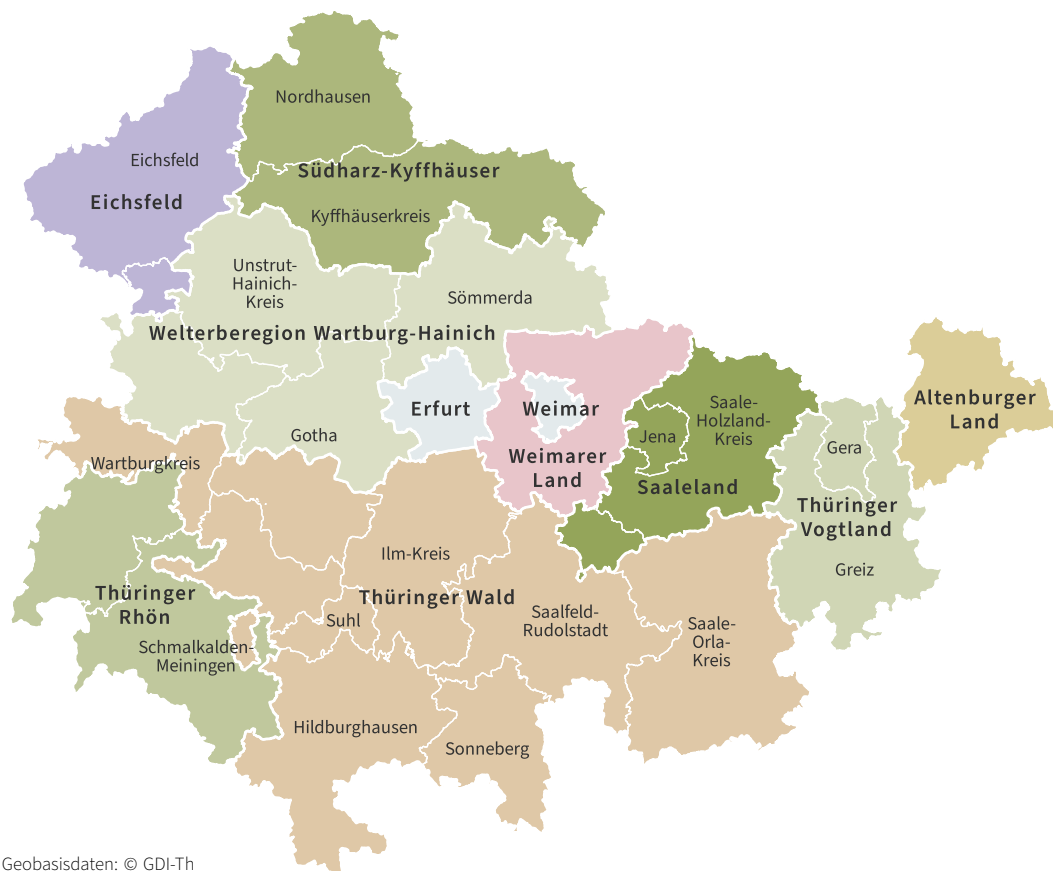 Nordhausen
Eichsfeld
Südharz-Kyffhäuser
Eichsfeld
Kyffhäuserkreis
Unstrut-
Hainich-
Kreis
Sömmerda
Welterberegion Wartburg-Hainich
Altenburger
Land
Erfurt
Weimar
Saale-
Holzland-
Kreis
Gotha
Jena
Gera
Wartburgkreis
Weimarer
Land
Saaleland
Thüringer
Vogtland
Ilm-Kreis
Greiz
Thüringer
Rhön
Thüringer Wald
Suhl
Saalfeld-
Rudolstadt
Saale-
Orla-
Kreis
Schmalkalden-
Meiningen
Hildburghausen
Sonneberg
Geobasisdaten: © GDI-Th